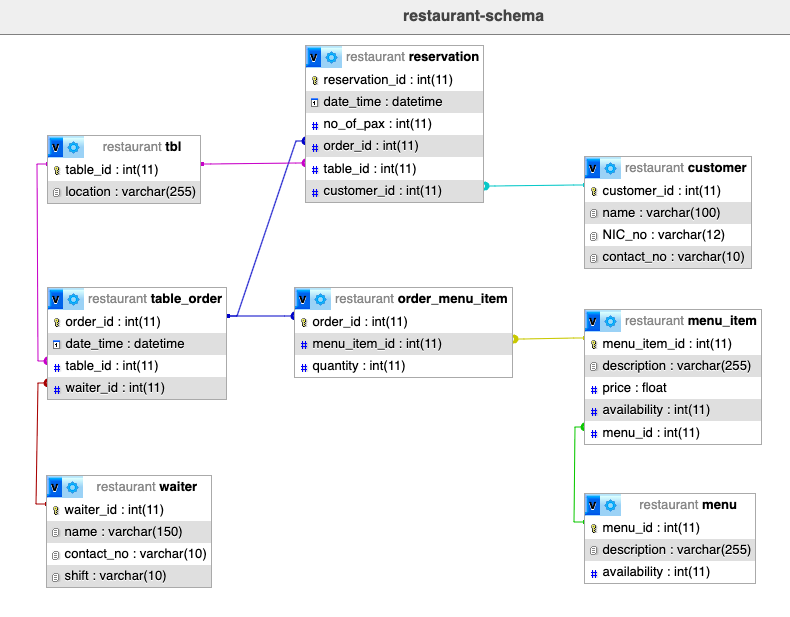 restaurant-schema
V restaurant reservation
reservation_id : int(11)
date_time : datetime
# no_of_pax : int(11)
# order_id : int(11)
# table_id : int(11)
# customer_id : int(11)
V restaurant tbl
table_id : int(11)
location : varchar(255)
V restaurant customer
customer_id : int(11)
name : varchar(100)
NIC_no : varchar(12)
contact_no : varchar(10)
V restaurant table_order
order_id : int(11)
date_time : datetime
# table_id : int(11)
# waiter_id : int(11)
V restaurant order_menu_item
order_id : int(11)
# menu_item_id : int(11)
# quantity : int(11)
V restaurant menu_item
menu_item_id : int(11)
description : varchar(255)
# price : float
# availability : int(11)
# menu_id : int(11)
V restaurant waiter
waiter_id : int(11)
name : varchar(150)
contact_no : varchar(10)
shift : varchar(10)
V restaurant menu
menu_id : int(11)
description : varchar(255)
# availability : int(11)